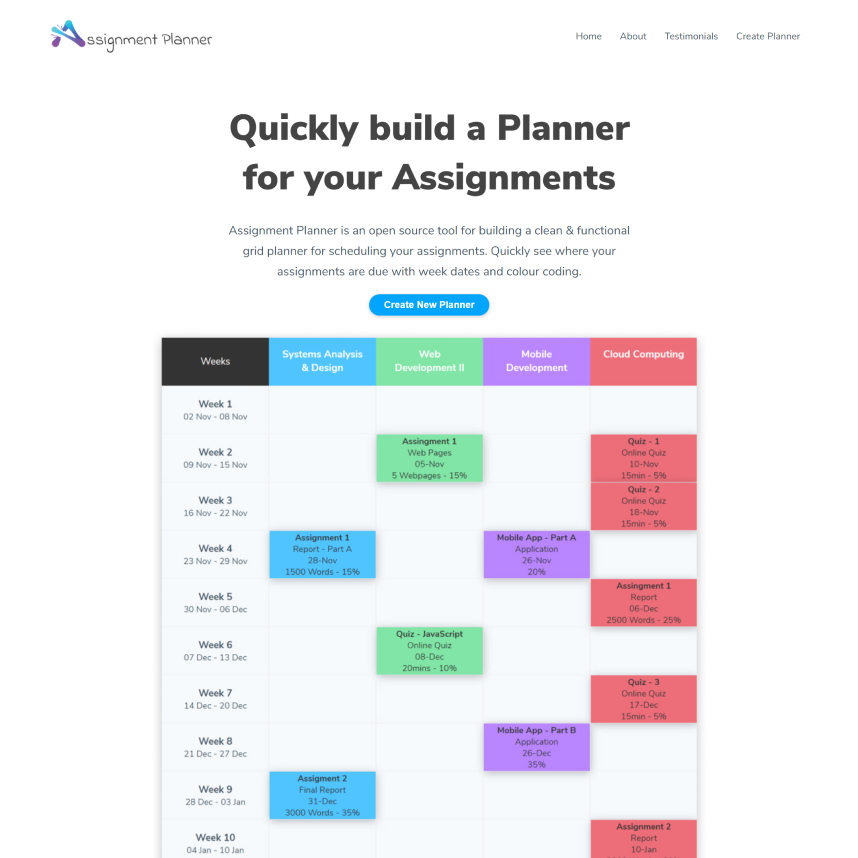 Assignment Planner
Home About Testimonials Create Planner
Quickly build a Planner
for your Assignments
Assignment Planner is an open source tool for building a clean & functional
grid planner for scheduling your assignments. Quickly see where your
assignments are due with week dates and colour coding.
Create New Planner
Weeks
Systems Analysis
& Design
Web
Development II
Mobile
Development
Cloud Computing
Week 1
02 Nov - 08 Nov
Week 2
09 Nov - 15 Nov
Assingment 1
Web Pages
05-Nov
5 Webpages - 15%
Quiz - 1
Online Quiz
10-Nov
15min - 5%
Week 3
16 Nov - 22 Nov
Quiz - 2
Online Quiz
18-Nov
15min - 5%
Week 4
23 Nov - 29 Nov
Assignment 1
Report - Part A
28-Nov
1500 Words - 15%
Mobile App - Part A
Application
26-Nov
20%
Week 5
30 Nov - 06 Dec
Assingment 1
Report
06-Dec
2500 Words - 25%
Week 6
07 Dec - 13 Dec
Quiz - JavaScript
Online Quiz
08-Dec
20mins - 10%
Week 7
14 Dec - 20 Dec
Quiz - 3
Online Quiz
17-Dec
15min - 5%
Week 8
21 Dec - 27 Dec
Mobile App - Part B
Application
26-Dec
35%
Week 9
28 Dec - 03 Jan
Assigment 2
Final Report
31-Dec
3000 Words - 35%
Week 10
04 Jan - 10 Jan
Assignment 2
Report
10-Jan